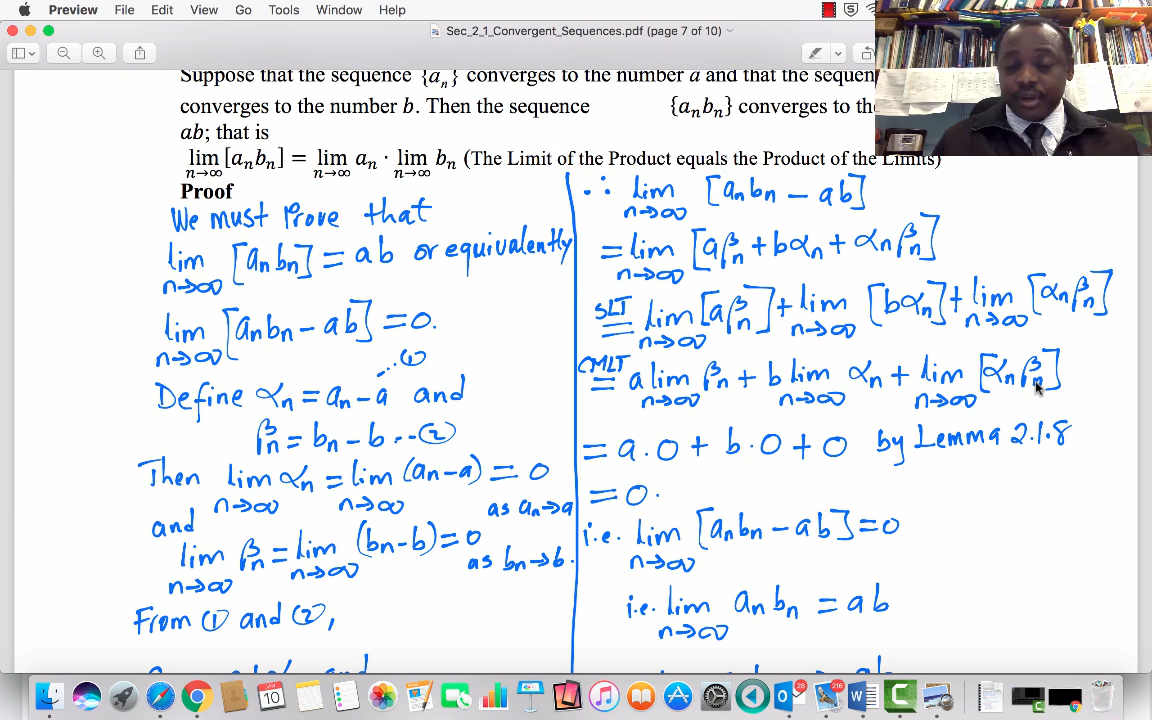 Preview File Edit View Go Tools Window Help
Sec_2_1_Convergent_Sequences.pdf (page 7 of 10)
Suppose that the sequence {aₙ} converges to the number a and that the sequen
converges to the number b. Then the sequence {aₙbₙ} converges to the
ab; that is
lim n→∞ [aₙbₙ] = lim n→∞ aₙ · lim n→∞ bₙ (The Limit of the Product equals the Product of the Limits)
Proof
We must Prove that
lim n→∞ [aₙbₙ] = ab or equivalently
lim n→∞ [aₙbₙ – ab] = 0.
Define αₙ = aₙ – a ...① and
βₙ = bₙ – b ...②
Then lim n→∞ αₙ = lim n→∞ (aₙ–a) = 0 as aₙ→a
and
lim n→∞ βₙ = lim n→∞ (bₙ–b) = 0 as bₙ→b.
From ① and ②,
∴ lim n→∞ [aₙbₙ – ab]
= lim n→∞ [aβₙ + bαₙ + αₙβₙ]
SLT = lim n→∞ [aβₙ] + lim n→∞ [bαₙ] + lim n→∞ [αₙβₙ]
CMLT = a lim n→∞ βₙ + b lim n→∞ αₙ + lim n→∞ [αₙβₙ]
= a.0 + b.0 + 0 by Lemma 2.1.8
= 0.
i.e. lim n→∞ [aₙbₙ – ab] = 0
i.e. lim n→∞ aₙbₙ = ab
JAN
10
28
216